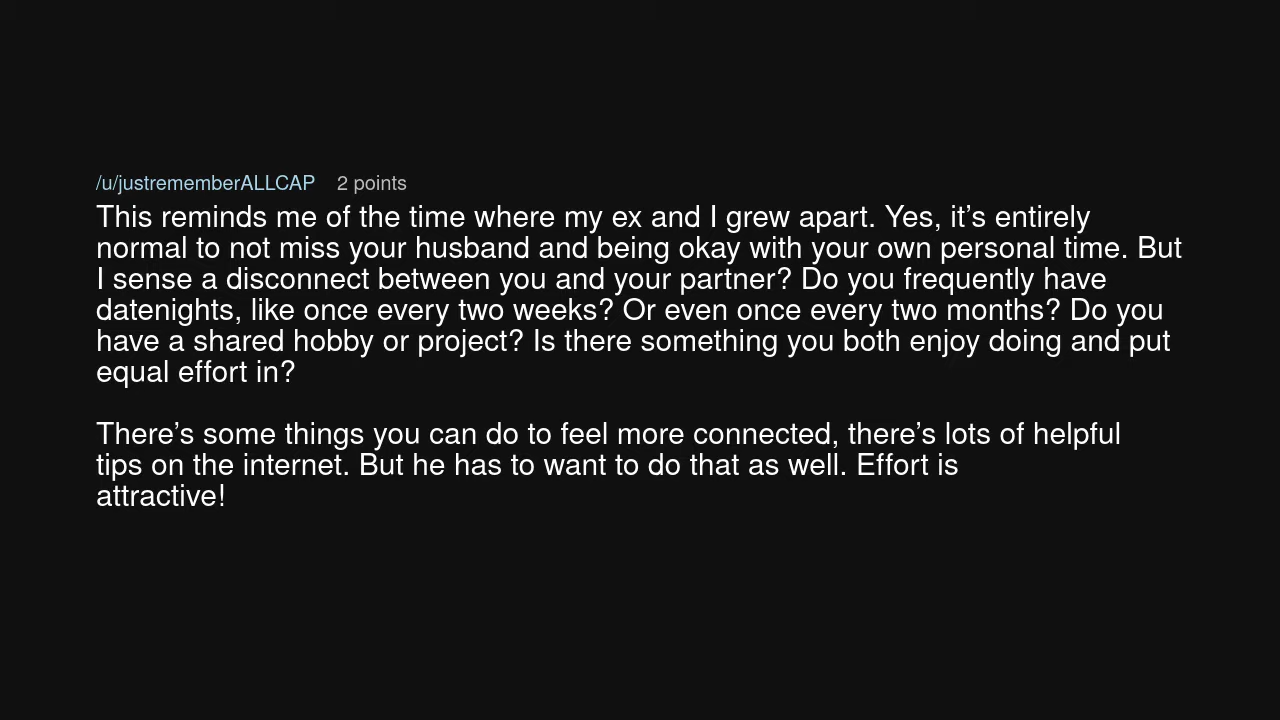 /u/justrememberALLCAP 2 points
This reminds me of the time where my ex and I grew apart. Yes, it’s entirely
normal to not miss your husband and being okay with your own personal time. But
I sense a disconnect between you and your partner? Do you frequently have
datenights, like once every two weeks? Or even once every two months? Do you
have a shared hobby or project? Is there something you both enjoy doing and put
equal effort in?
There’s some things you can do to feel more connected, there’s lots of helpful
tips on the internet. But he has to want to do that as well. Effort is
attractive!